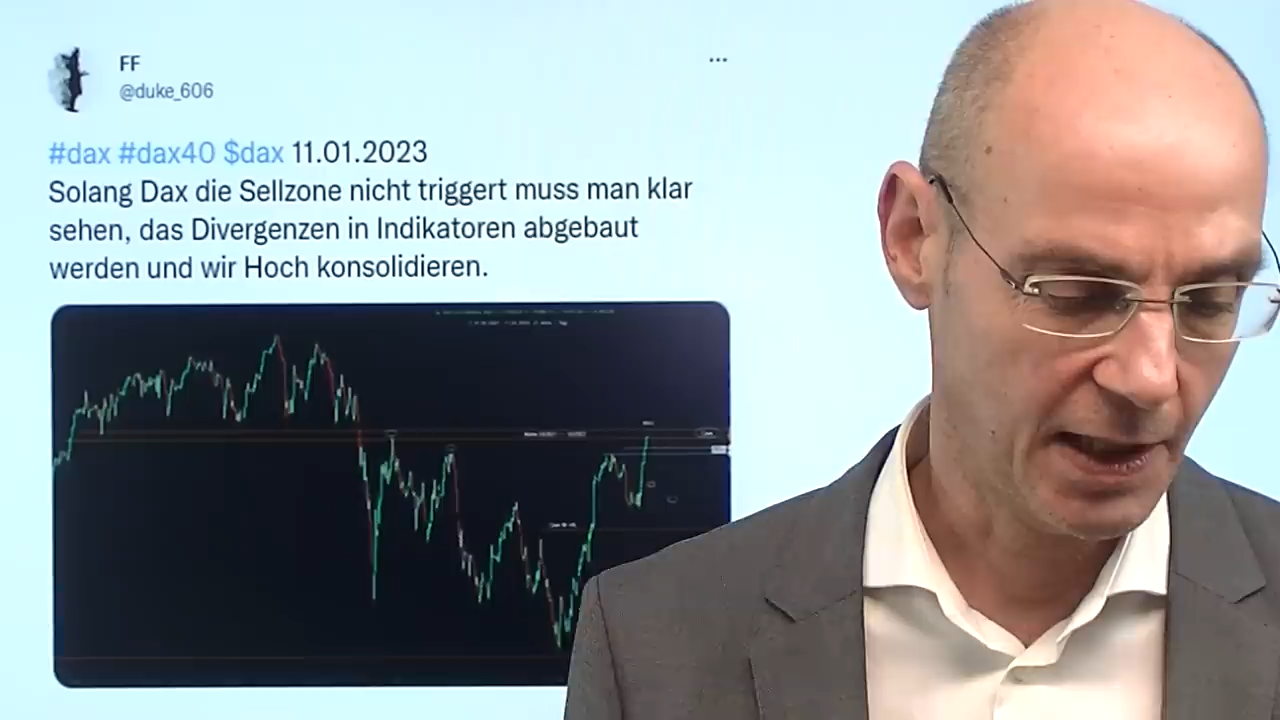 FF
@duke_606
...
#dax #dax40 $dax 11.01.2023
Solang Dax die Sellzone nicht triggert muss man klar
sehen, das Divergenzen in Indikatoren abgebaut
werden und wir Hoch konsolidieren.